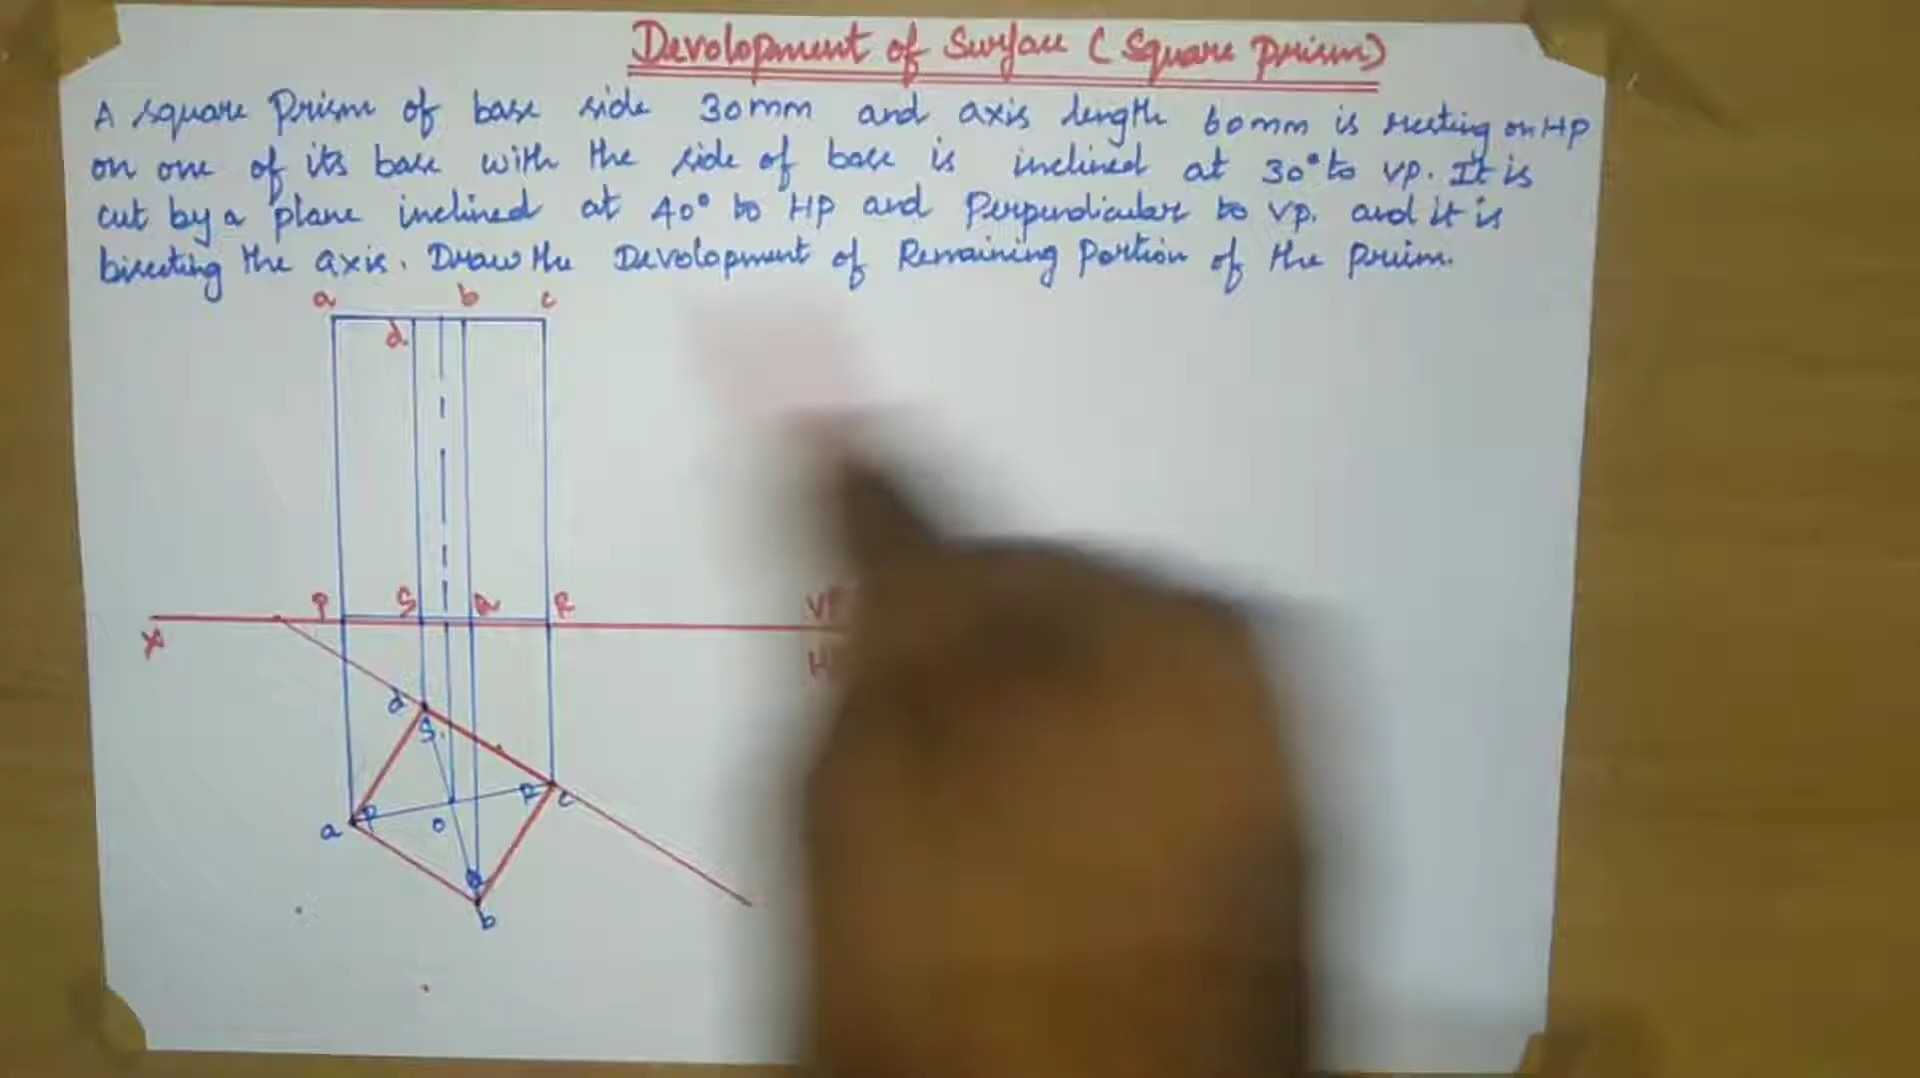 Devolopment of Surface (Square prism)
A square Prism of base side 30mm and axis length 60mm is resting on HP
on one of its base with the side of base is inclined at 30° to VP. It is
cut by a plane inclined at 40° to HP and Perpendicular to VP. and it is
bisecting the axis. Draw the Devolopment of Remaining Portion of the Prism.
a b c
d
P S Q R VP
X H
d
S
R c
a P
O
Q
b